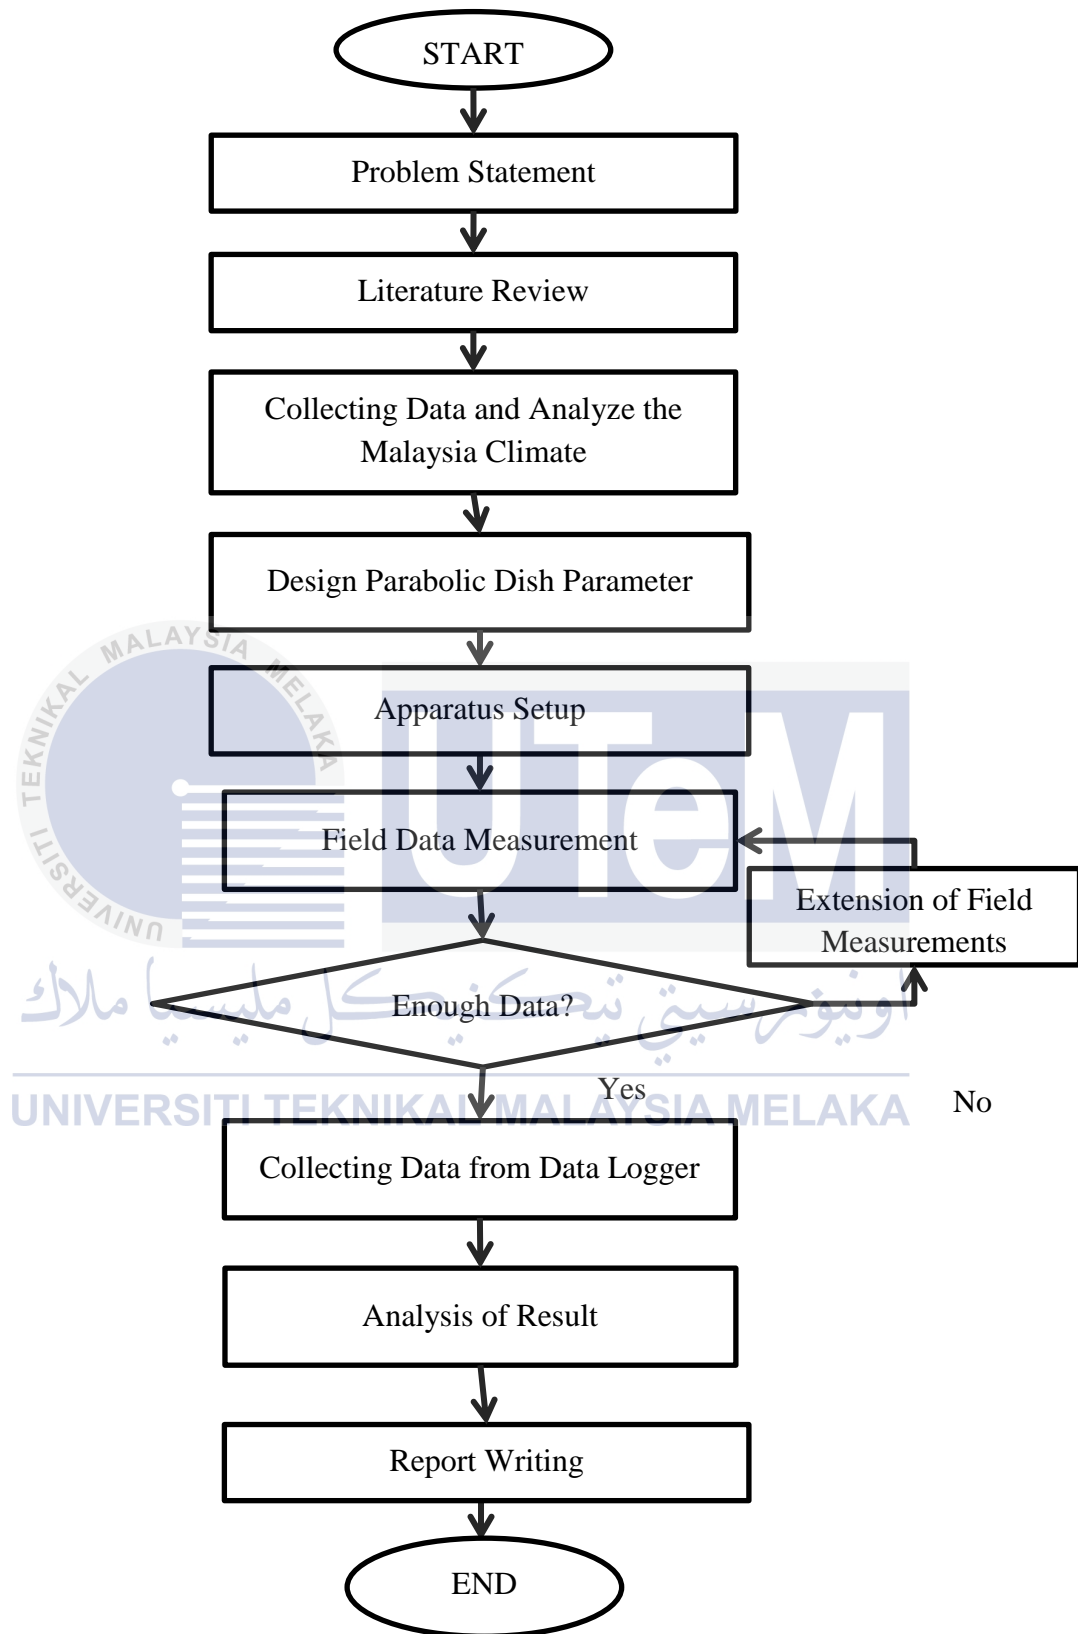 START
Problem Statement
Literature Review
Collecting Data and Analyze the
Malaysia Climate
Design Parabolic Dish Parameter
Apparatus Setup
UNIVERSITI TEKNIKAL MALAYSIA MELAKA
UTeM
Field Data Measurement
Extension of Field
Measurements
Enough Data?
اونيۏرسيتي تيكنيكل مليسيا ملاك
Yes
No
UNIVERSITI TEKNIKAL MALAYSIA MELAKA
Collecting Data from Data Logger
Analysis of Result
Report Writing
END